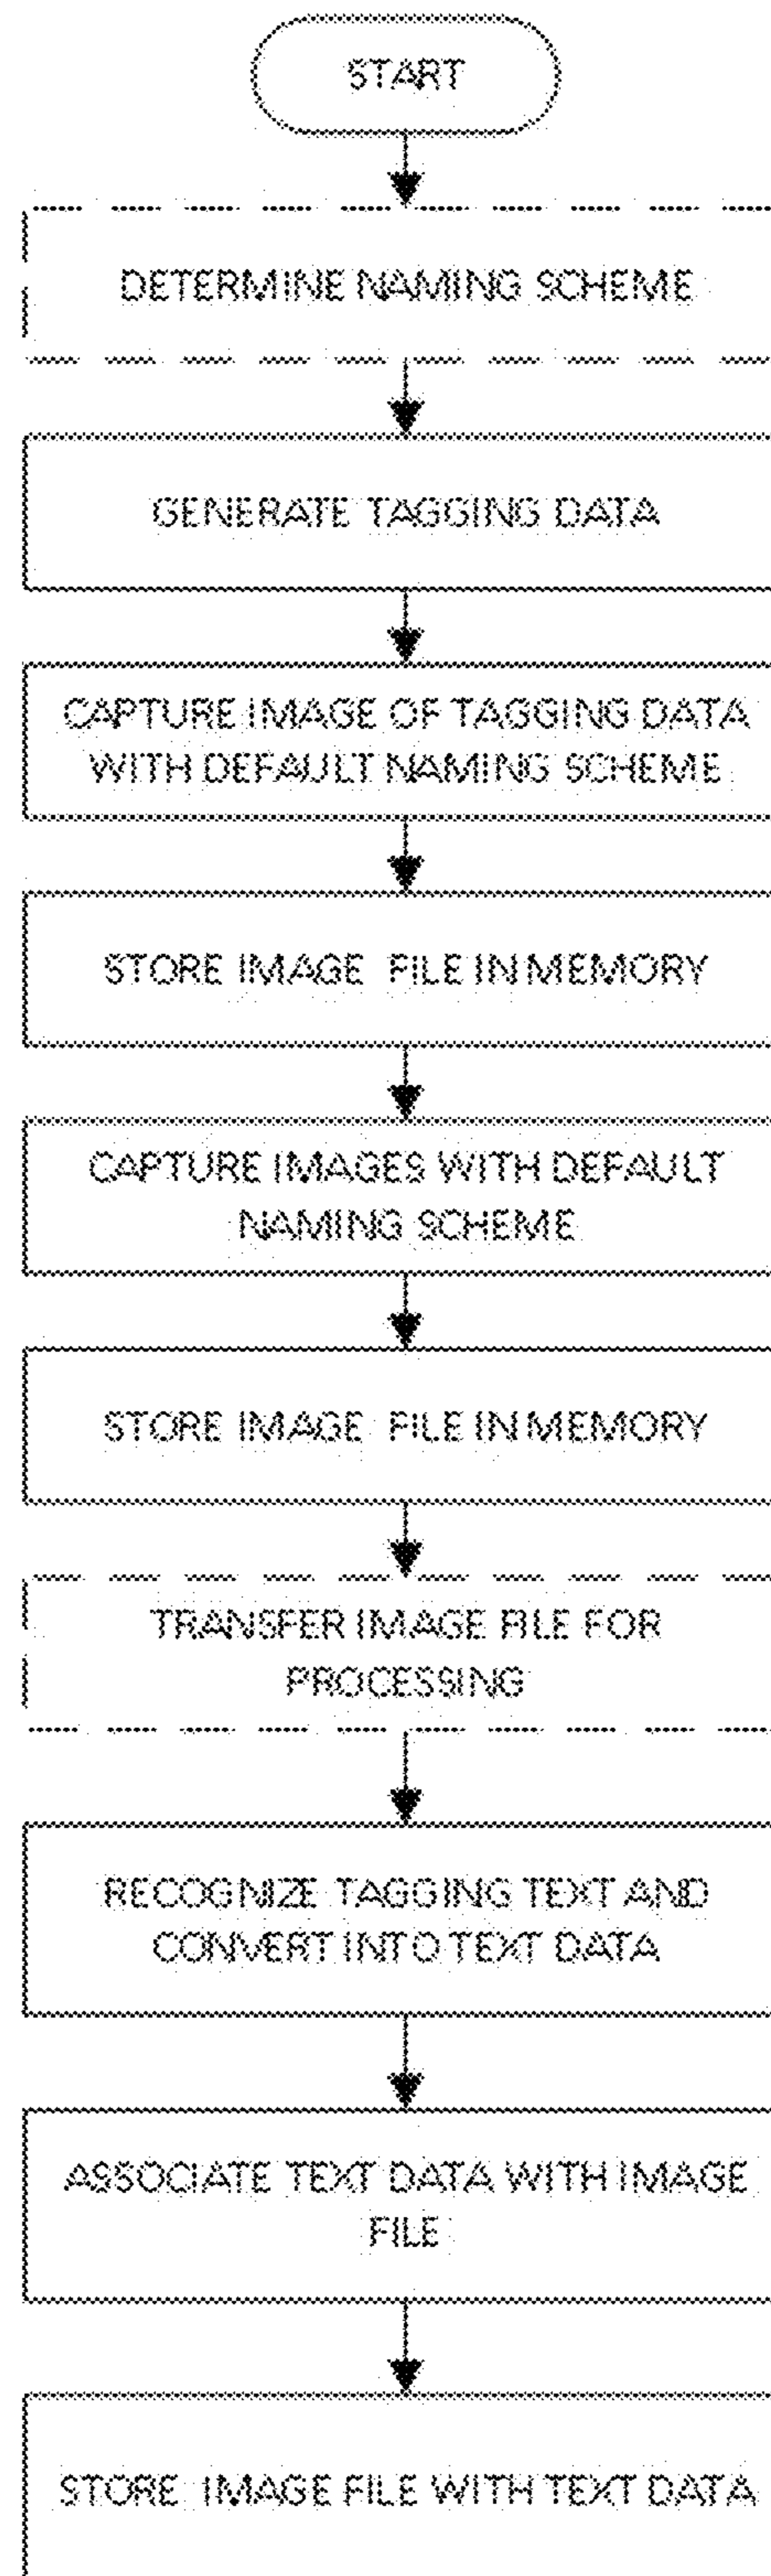 START
DETERMINE NAMING SCHEME
GENERATE TAGGING DATA
CAPTURE IMAGE OF TAGGING DATA
WITH DEFAULT NAMING SCHEME
STORE IMAGE FILE IN MEMORY
CAPTURE IMAGES WITH DEFAULT
NAMING SCHEME
STORE IMAGE FILE IN MEMORY
TRANSFER IMAGE FILE FOR
PROCESSING
RECOGNIZE TAGGING TEXT AND
CONVERT INTO TEXT DATA
ASSOCIATE TEXT DATA WITH IMAGE
FILE
STORE IMAGE FILE WITH TEXT DATA